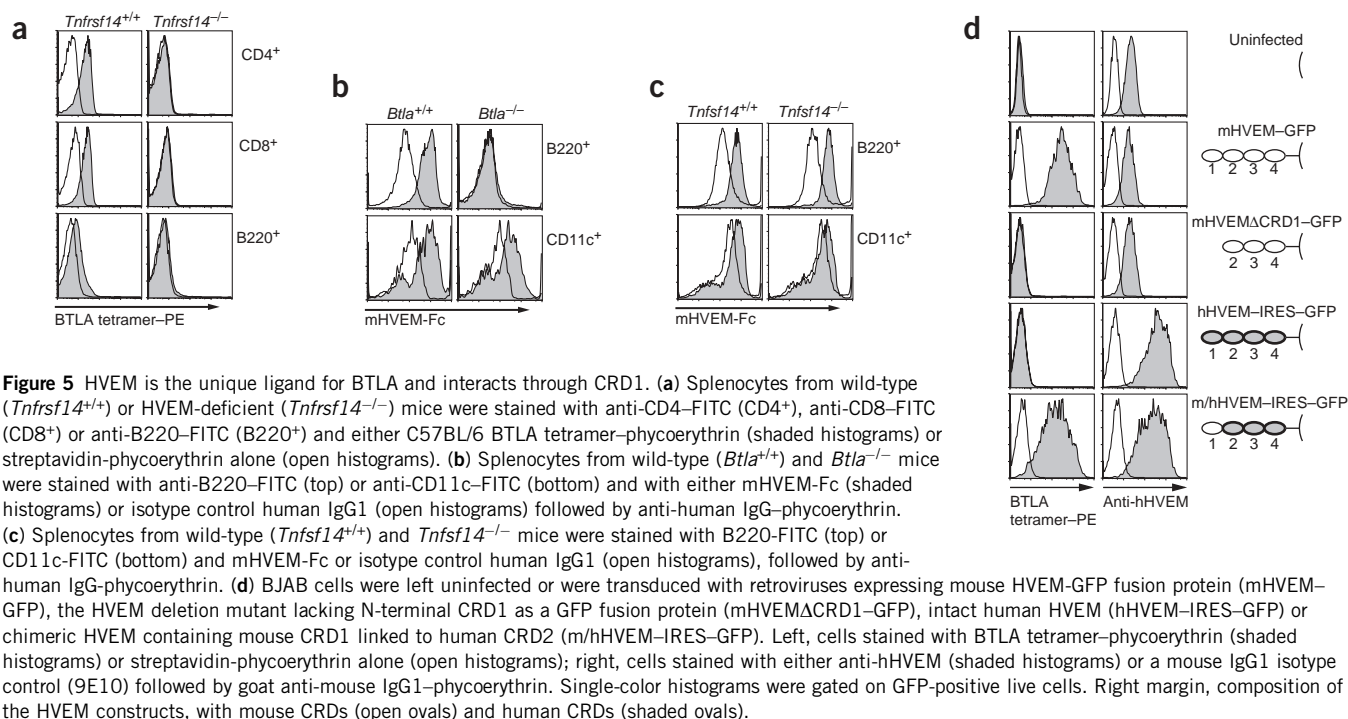 a
Tnfrsf14+/+ Tnfrsf14−/−
CD4+
CD8+
B220+
BTLA tetramer–PE
b
Btla+/+ Btla−/−
B220+
CD11c+
mHVEM-Fc
c
Tnfsf14+/+ Tnfsf14−/−
B220+
CD11c+
mHVEM-Fc
d
Uninfected
mHVEM–GFP
1 2 3 4
mHVEMΔCRD1–GFP
2 3 4
hHVEM–IRES–GFP
1 2 3 4
m/hHVEM–IRES–GFP
1 2 3 4
BTLA tetramer–PE
Anti-hHVEM
Figure 5 HVEM is the unique ligand for BTLA and interacts through CRD1. (a) Splenocytes from wild-type
(Tnfrsf14+/+) or HVEM-deficient (Tnfrsf14−/−) mice were stained with anti-CD4–FITC (CD4+), anti-CD8–FITC
(CD8+) or anti-B220–FITC (B220+) and either C57BL/6 BTLA tetramer–phycoerythrin (shaded histograms) or
streptavidin-phycoerythrin alone (open histograms). (b) Splenocytes from wild-type (Btla+/+) and Btla−/− mice
were stained with anti-B220–FITC (top) or anti-CD11c–FITC (bottom) and with either mHVEM-Fc (shaded
histograms) or isotype control human IgG1 (open histograms) followed by anti-human IgG–phycoerythrin.
(c) Splenocytes from wild-type (Tnfsf14+/+) and Tnfsf14−/− mice were stained with B220-FITC (top) or
CD11c-FITC (bottom) and mHVEM-Fc or isotype control human IgG1 (open histograms), followed by anti-
human IgG-phycoerythrin. (d) BJAB cells were left uninfected or were transduced with retroviruses expressing mouse HVEM-GFP fusion protein (mHVEM–
GFP), the HVEM deletion mutant lacking N-terminal CRD1 as a GFP fusion protein (mHVEMΔCRD1–GFP), intact human HVEM (hHVEM–IRES–GFP) or
chimeric HVEM containing mouse CRD1 linked to human CRD2 (m/hHVEM–IRES–GFP). Left, cells stained with BTLA tetramer–phycoerythrin (shaded
histograms) or streptavidin-phycoerythrin alone (open histograms); right, cells stained with either anti-hHVEM (shaded histograms) or a mouse IgG1 isotype
control (9E10) followed by goat anti-mouse IgG1–phycoerythrin. Single-color histograms were gated on GFP-positive live cells. Right margin, composition of
the HVEM constructs, with mouse CRDs (open ovals) and human CRDs (shaded ovals).